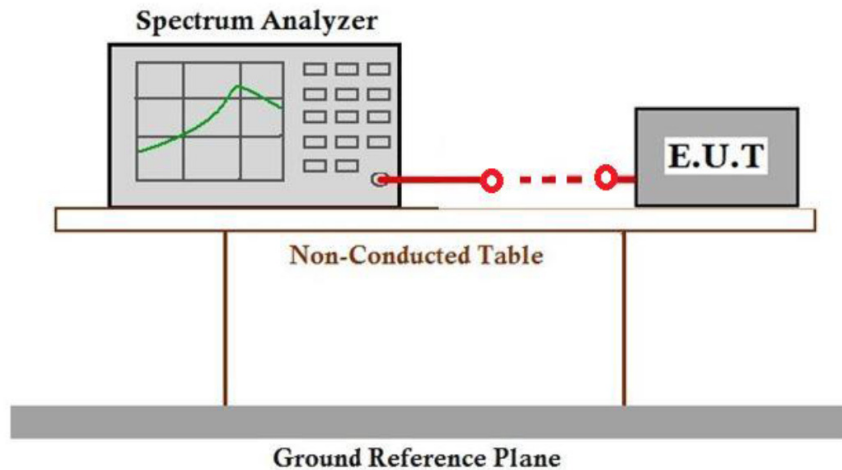 Spectrum Analyzer
E.U.T
Non-Conducted Table
Ground Reference Plane